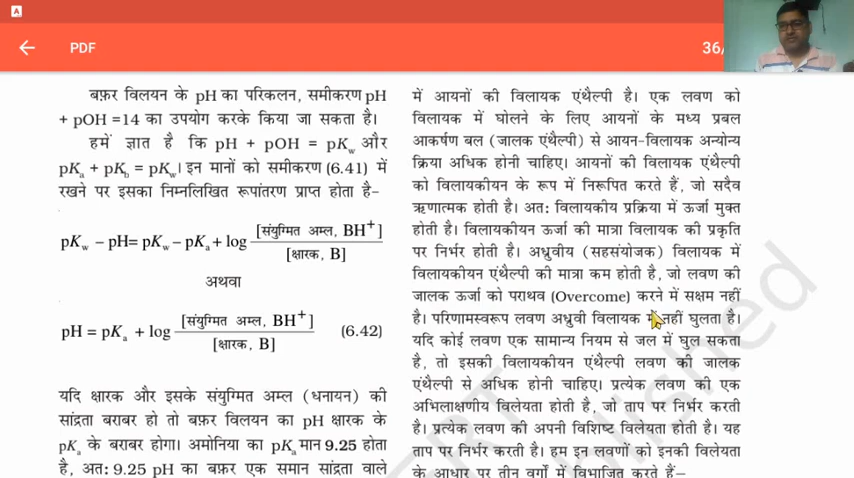 PDF
36/
बफ़र विलयन के pH का परिकलन, समीकरण pH
+ pOH =14 का उपयोग करके किया जा सकता है।
हमें ज्ञात है कि pH + pOH = pKw और
pKa + pKb = pKw। इन मानों को समीकरण (6.41) में
रखने पर इसका निम्नलिखित रूपांतरण प्राप्त होता है–
pKw – pH= pKw – pKa + log [संयुग्मित अम्ल, BH+] / [क्षारक, B]
अथवा
pH = pKa + log [संयुग्मित अम्ल, BH+] / [क्षारक, B] (6.42)
यदि क्षारक और इसके संयुग्मित अम्ल (धनायन) की
सांद्रता बराबर हो तो बफ़र विलयन का pH क्षारक के
pKa के बराबर होगा। अमोनिया का pKa मान 9.25 होता
है, अत: 9.25 pH का बफ़र एक समान सांद्रता वाले
में आयनों की विलायक एंथैल्पी है। एक लवण को
विलायक में घोलने के लिए आयनों के मध्य प्रबल
आकर्षण बल (जालक एंथैल्पी) से आयन-विलायक अन्योन्य
क्रिया अधिक होनी चाहिए। आयनों की विलायक एंथैल्पी
को विलायकीयन के रूप में निरूपित करते हैं, जो सदैव
ऋणात्मक होती है। अत: विलायकीय प्रक्रिया में ऊर्जा मुक्त
होती है। विलायकीयन ऊर्जा की मात्रा विलायक की प्रकृति
पर निर्भर होती है। अध्रुवीय (सहसंयोजक) विलायक में
विलायकीयन एंथैल्पी की मात्रा कम होती है, जो लवण की
जालक ऊर्जा को पराथव (Overcome) करने में सक्षम नहीं
है। परिणामस्वरूप लवण अध्रुवी विलायक में नहीं घुलता है।
यदि कोई लवण एक सामान्य नियम से जल में घुल सकता
है, तो इसकी विलायकीयन एंथैल्पी लवण की जालक
एंथैल्पी से अधिक होनी चाहिए। प्रत्येक लवण की एक
अभिलाक्षणीय विलेयता होती है, जो ताप पर निर्भर करती
है। प्रत्येक लवण की अपनी विशिष्ट विलेयता होती है। यह
ताप पर निर्भर करती है। हम इन लवणों को इनकी विलेयता
के आधार पर तीन वर्गों में विभाजित करते हैं–